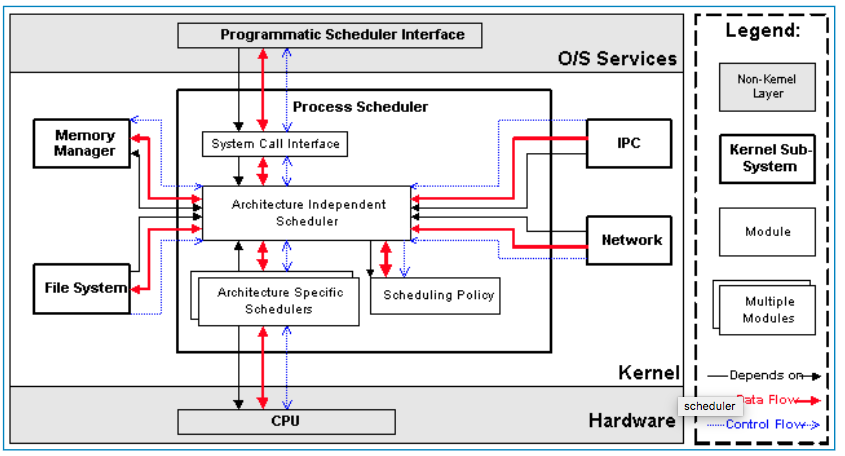 Programmatic Scheduler Interface
O/S Services
Process Scheduler
System Call Interface
Memory
Manager
IPC
Architecture Independent
Scheduler
Network
File System
Architecture Specific
Schedulers
Scheduling Policy
Kernel
CPU
Hardware
Legend:
Non-Kernel
Layer
Kernel Sub-
System
Module
Multiple
Modules
Depends on
scheduler
Data Flow
Control Flow